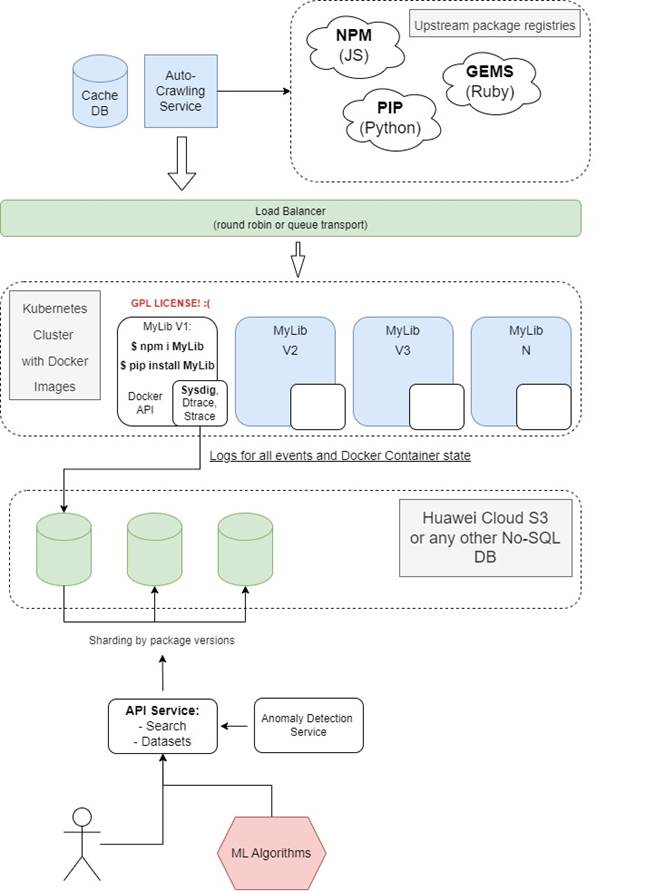 NPM
(JS)
Upstream package registries
GEMS
(Ruby)
PIP
(Python)
Cache
DB
Auto-
Crawling
Service
Load Balancer
(round robin or queue transport)
Kubernetes
Cluster
with Docker
Images
GPL LICENSE! :(
MyLib V1:
$ npm i MyLib
$ pip install MyLib
Docker
API
Sysdig,
Dtrace,
Strace
MyLib
V2
MyLib
V3
MyLib
N
Logs for all events and Docker Container state
Huawei Cloud S3
or any other No-SQL
DB
Sharding by package versions
API Service:
- Search
- Datasets
Anomaly Detection
Service
ML Algorithms